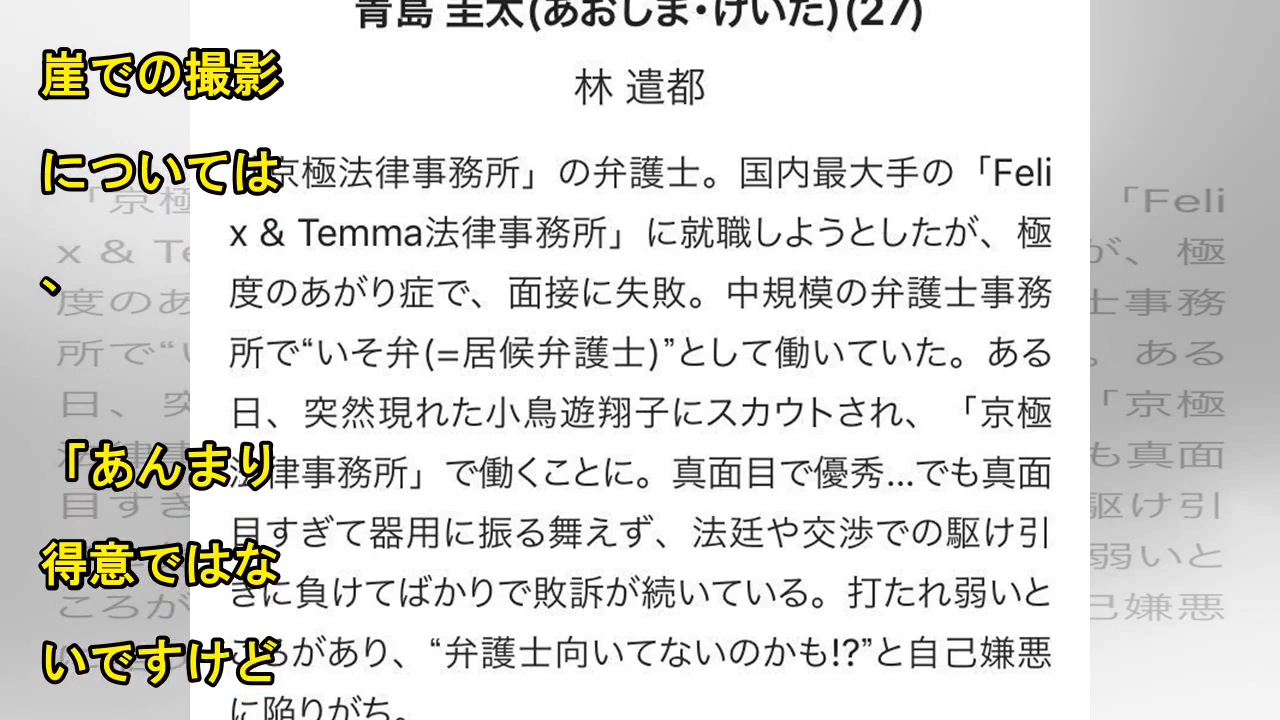 青島 圭太(あおしま・けいた)(27)
林 遣都
京極法律事務所」の弁護士。国内最大手の「Feli
x & Temma法律事務所」に就職しようとしたが、極
度のあがり症で、面接に失敗。中規模の弁護士事務
所で“いそ弁(=居候弁護士)”として働いていた。ある
日、突然現れた小鳥遊翔子にスカウトされ、「京極
法律事務所」で働くことに。真面目で優秀...でも真面
目すぎて器用に振る舞えず、法廷や交渉での駆け引
きに負けてばかりで敗訴が続いている。打たれ弱いと
ころがあり、“弁護士向いてないのかも!?”と自己嫌悪
に陥りがち。
崖での撮影
については
、
「あんまり
得意ではな
いですけど